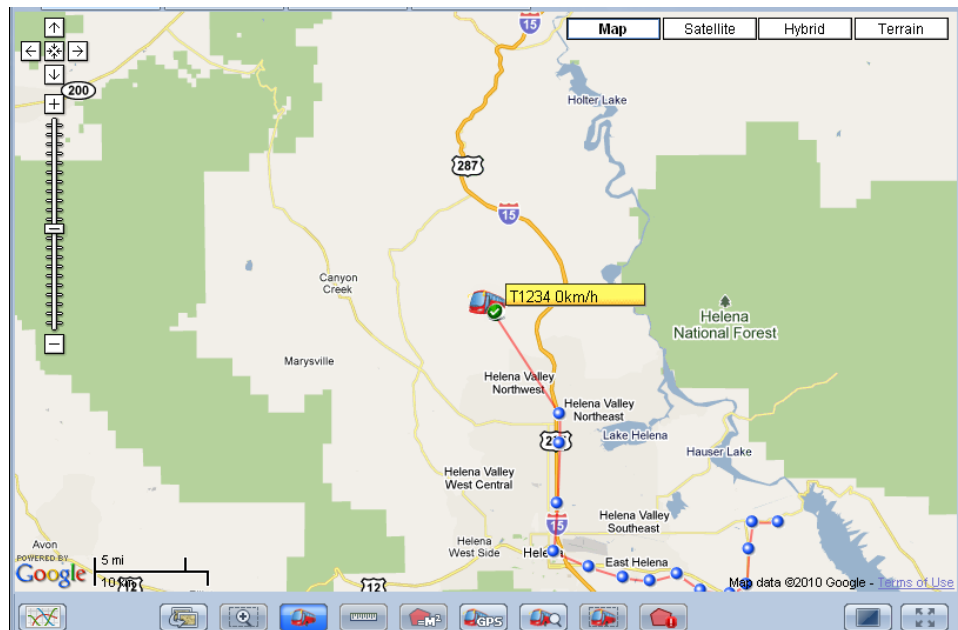 15
Map
Satellite
Hybrid
Terrain
200
Holter Lake
287
15
Canyon
Creek
T1234 0km/h
Helena
National Forest
Marysville
Helena Valley
Northwest
Helena Valley
Northeast
Lake Helena
Hauser Lake
Helena Valley
West Central
Helena Valley
Southeast
15
Avon
Helena
West Side
East Helena
POWERED BY
Google
5 mi
12
12
Map data ©2010 Google - Terms of Use
=M²
GPS